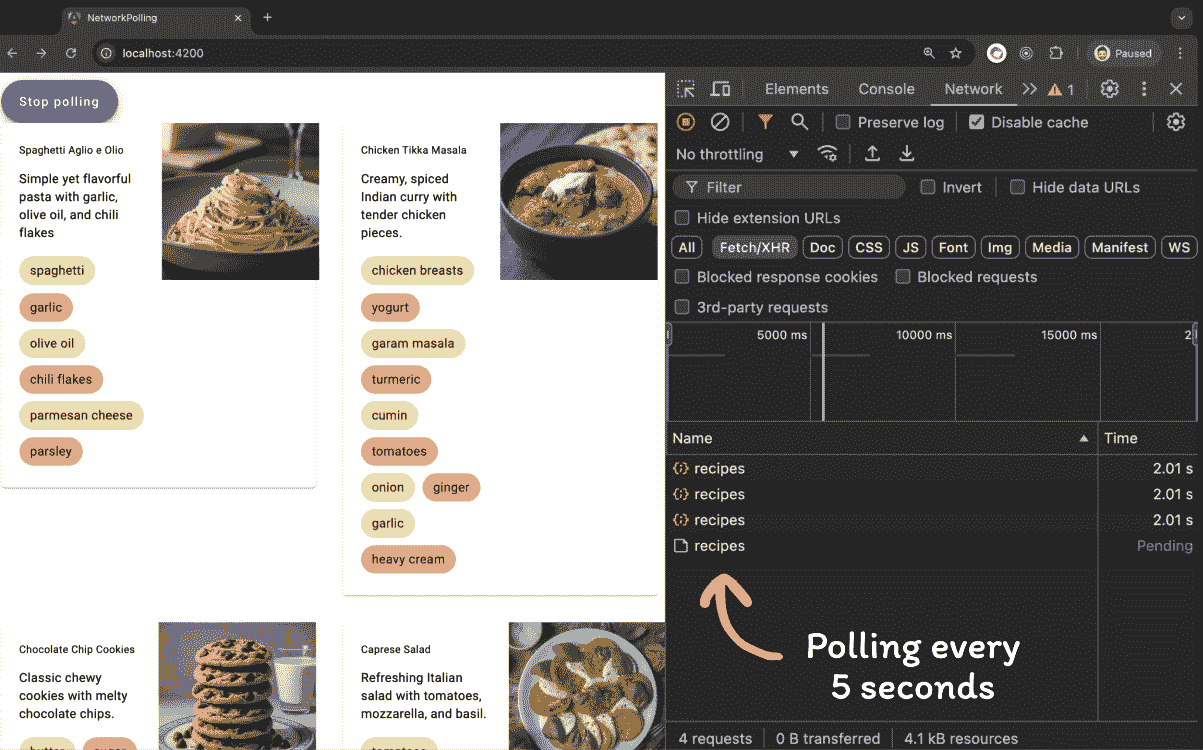 NetworkPolling
localhost:4200
Paused
Stop polling
Spaghetti Aglio e Olio
Simple yet flavorful
pasta with garlic,
olive oil, and chili
flakes
spaghetti
garlic
olive oil
chili flakes
parmesan cheese
parsley
Chicken Tikka Masala
Creamy, spiced
Indian curry with
tender chicken
pieces.
chicken breasts
yogurt
garam masala
turmeric
cumin
tomatoes
onion ginger
garlic
heavy cream
Chocolate Chip Cookies
Classic chewy
cookies with melty
chocolate chips.
butter sugar
Caprese Salad
Refreshing Italian
salad with tomatoes,
mozzarella, and basil.
tomatoes
Elements Console Network 1
Preserve log Disable cache
No throttling
Filter Invert Hide data URLs
Hide extension URLs
All Fetch/XHR Doc CSS JS Font Img Media Manifest WS
Blocked response cookies Blocked requests
3rd-party requests
5000 ms 10000 ms 15000 ms 2
Name Time
recipes 2.01 s
recipes 2.01 s
recipes 2.01 s
recipes Pending
Polling every
5 seconds
4 requests 0 B transferred 4.1 kB resources